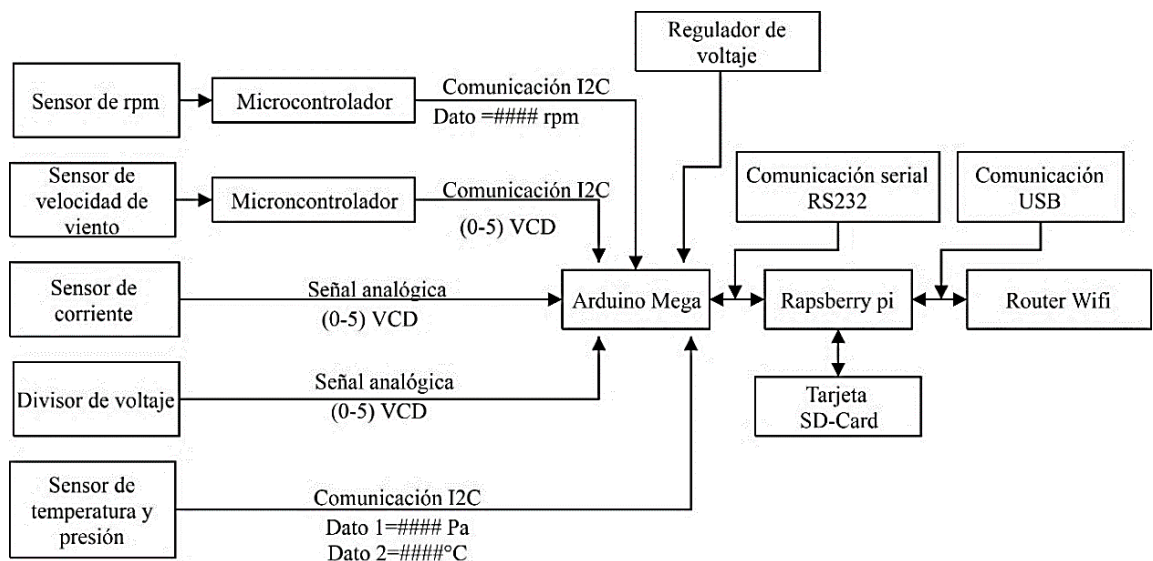 Regulador de
voltaje
Sensor de rpm
Microcontrolador
Comunicación I2C
Dato =#### rpm
Sensor de
velocidad de
viento
Microncontrolador
Comunicación I2C
(0-5) VCD
Comunicación serial
RS232
Comunicación
USB
Sensor de
corriente
Señal analógica
(0-5) VCD
Arduino Mega
Rapsberry pi
Router Wifi
Divisor de voltaje
Señal analógica
(0-5) VCD
Tarjeta
SD-Card
Sensor de
temperatura y
presión
Comunicación I2C
Dato 1=#### Pa
Dato 2=####°C